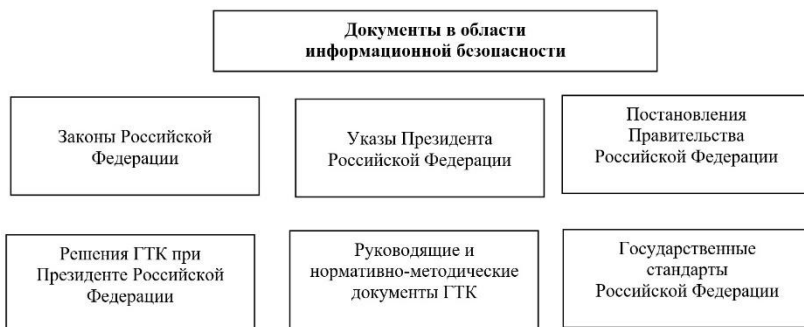 Документы в области
информационной безопасности
Законы Российской
Федерации
Указы Президента
Российской Федерации
Постановления
Правительства
Российской Федерации
Решения ГТК при
Президенте Российской
Федерации
Руководящие и
нормативно-методические
документы ГТК
Государственные
стандарты
Российской Федерации